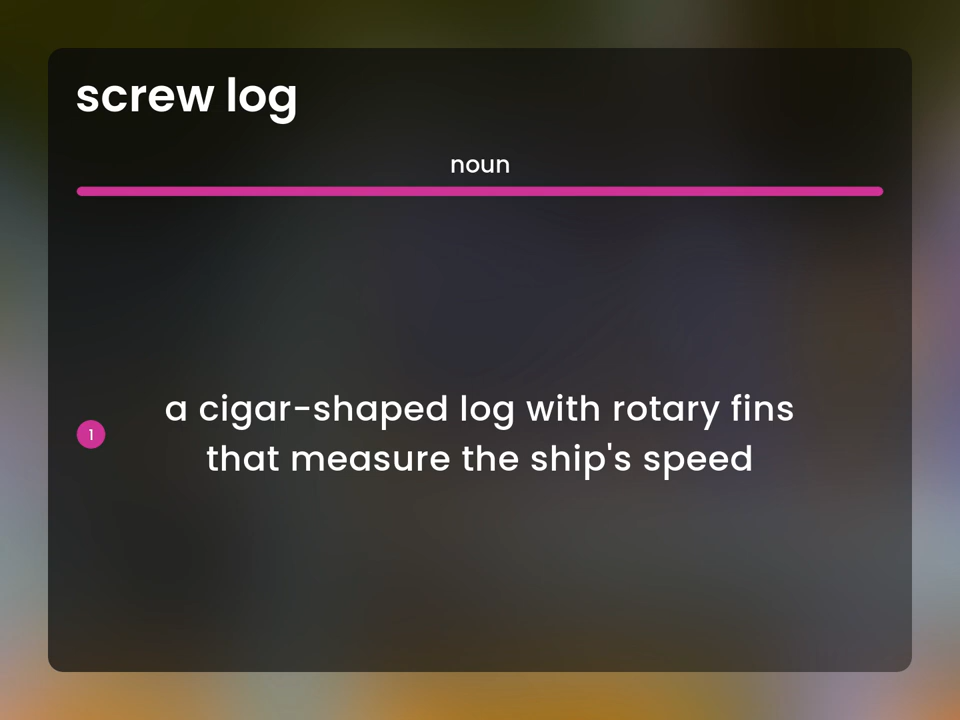 screw log
noun
1
a cigar-shaped log with rotary fins
that measure the ship's speed